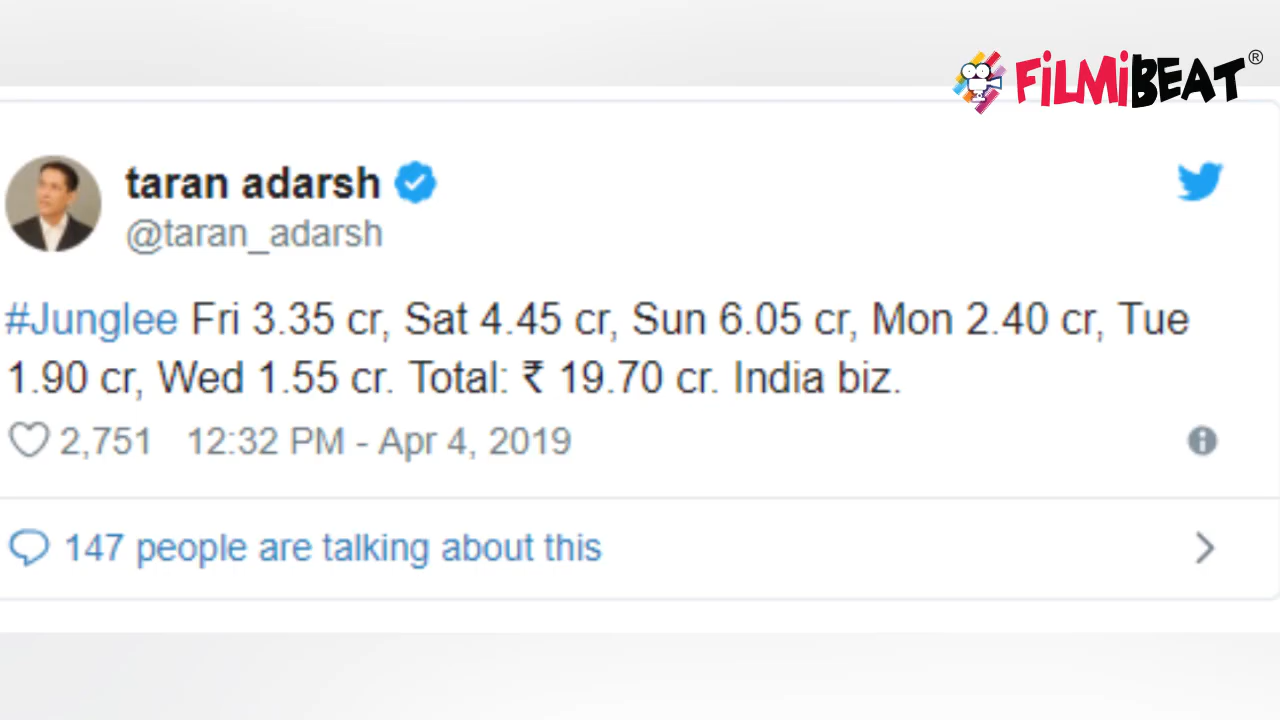 FiLMiBEAT®
taran adarsh
@taran_adarsh
#Junglee Fri 3.35 cr, Sat 4.45 cr, Sun 6.05 cr, Mon 2.40 cr, Tue
1.90 cr, Wed 1.55 cr. Total: ₹ 19.70 cr. India biz.
2,751 12:32 PM - Apr 4, 2019
147 people are talking about this